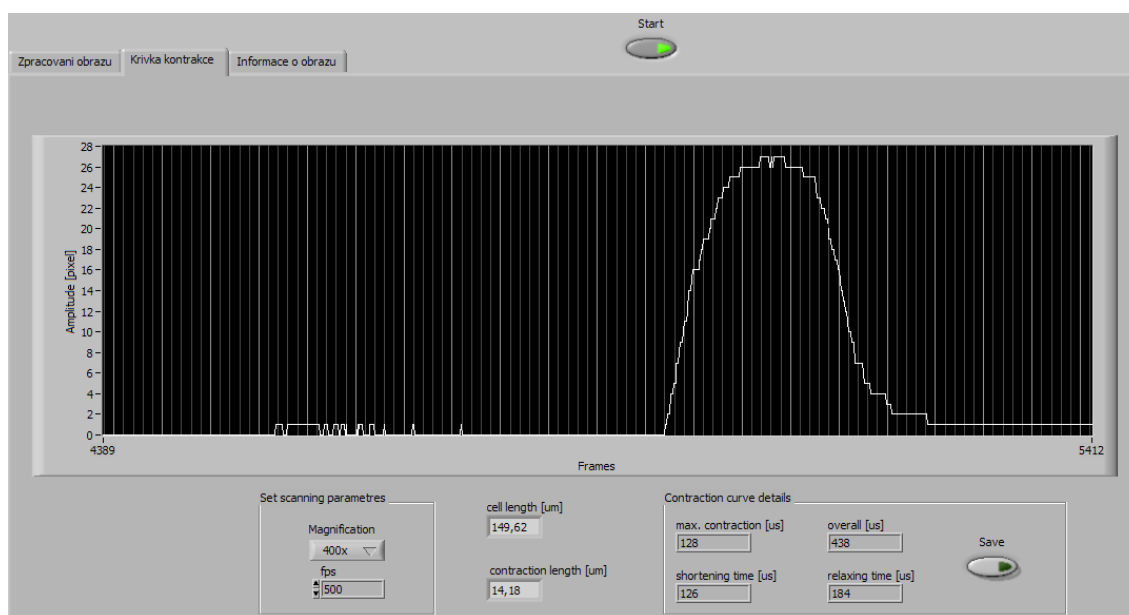 Start
Zpracovani obrazu Krivka kontrakce Informace o obrazu
28
26
24
22
20
18
16
14
12
10
8
6
4
2
0
Amplitude [pixel]
4389 5412
Frames
Set scanning parametres
Magnification
400x
fps
500
cell length [um]
149,62
contraction length [um]
14,18
Contraction curve details
max. contraction [us] overall [us]
128 438
shortening time [us] relaxing time [us]
126 184
Save